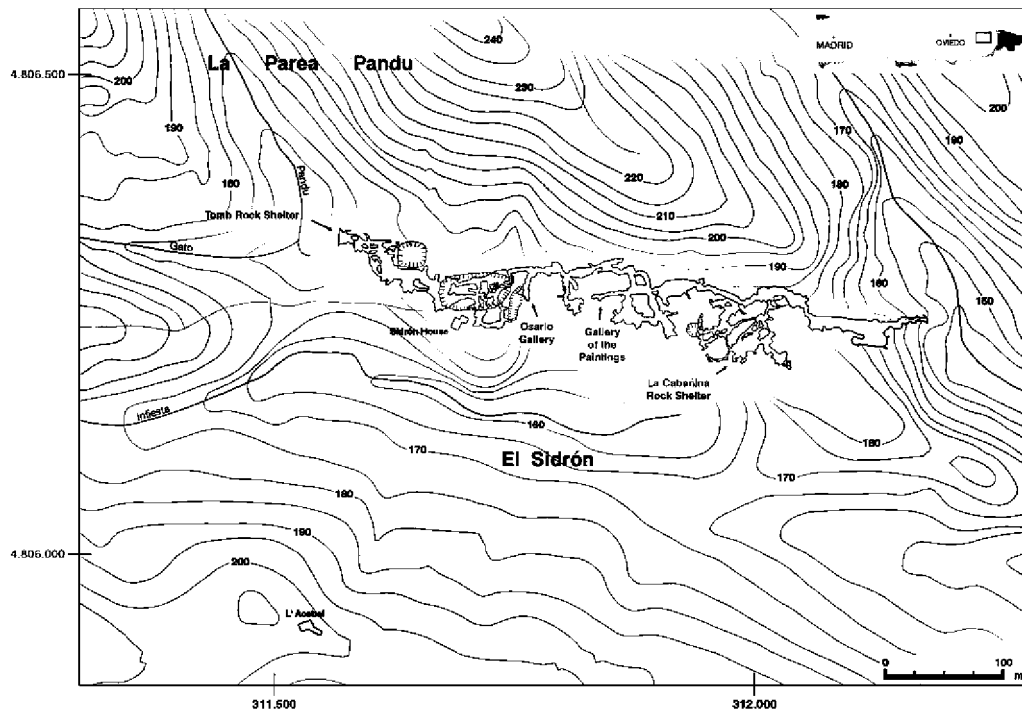 240
MADRID
OVIEDO
La Parea Pandu
4.806.500
200
230
200
170
190
190
180
220
180
Pandu
210
Tomb Rock Shelter
200
Gato
190
160
150
Sidrón House
Osario
Gallery
Gallery
of the
Paintings
La Cabañina
Rock Shelter
Infiesta
160
160
170
El Sidrón
170
180
190
4.806.000
200
L' Acebal
0
100
m
311.500
312.000